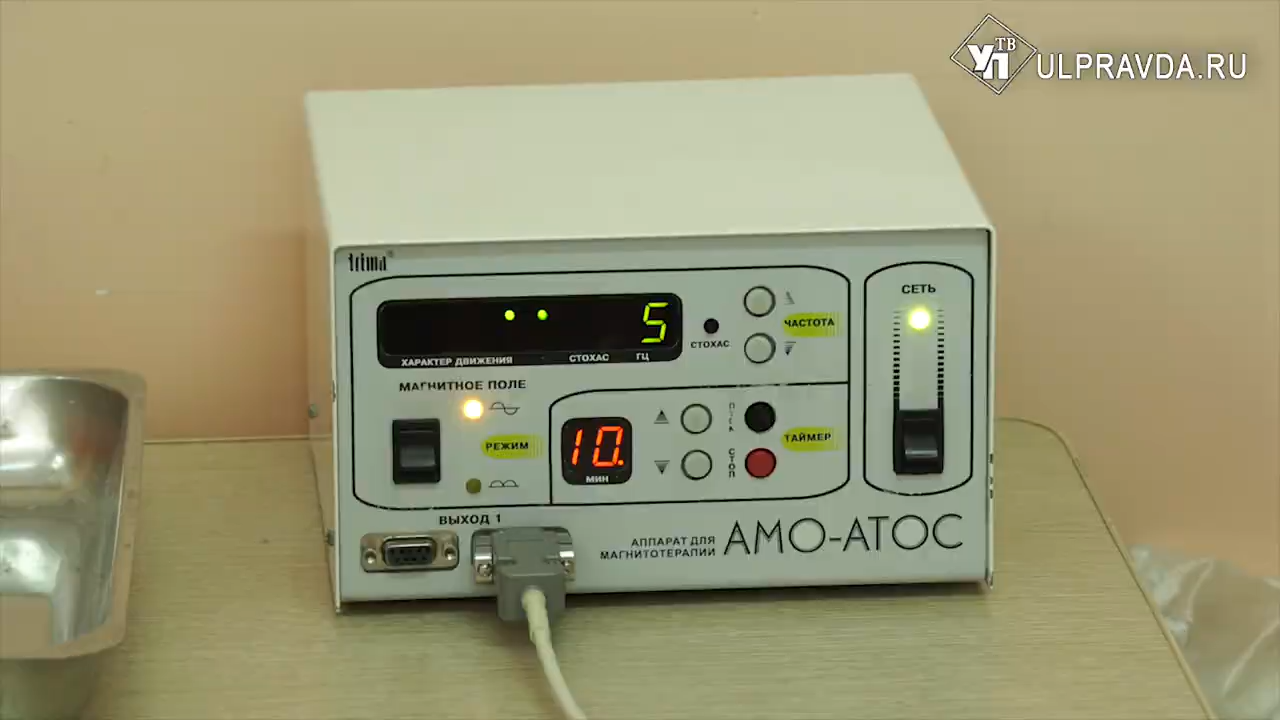 УП ТВ
ULPRAVDA.RU
trima®
СЕТЬ
5
ЧАСТОТА
СТОХАС
ХАРАКТЕР ДВИЖЕНИЯ СТОХАС ГЦ
МАГНИТНОЕ ПОЛЕ
РЕЖИМ
10.
МИН
ПУСК
СТОП
ТАЙМЕР
ВЫХОД 1
АППАРАТ ДЛЯ
МАГНИТОТЕРАПИИ
АМО-АТОС